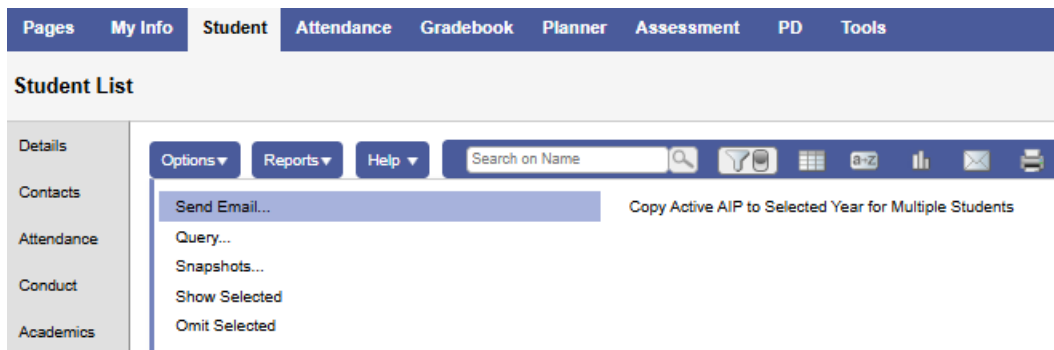 Pages My Info Student Attendance Gradebook Planner Assessment PD Tools
Student List
Details
Options Reports Help Search on Name a-z
Contacts
Send Email... Copy Active AIP to Selected Year for Multiple Students
Attendance
Query...
Snapshots...
Conduct
Show Selected
Academics
Omit Selected